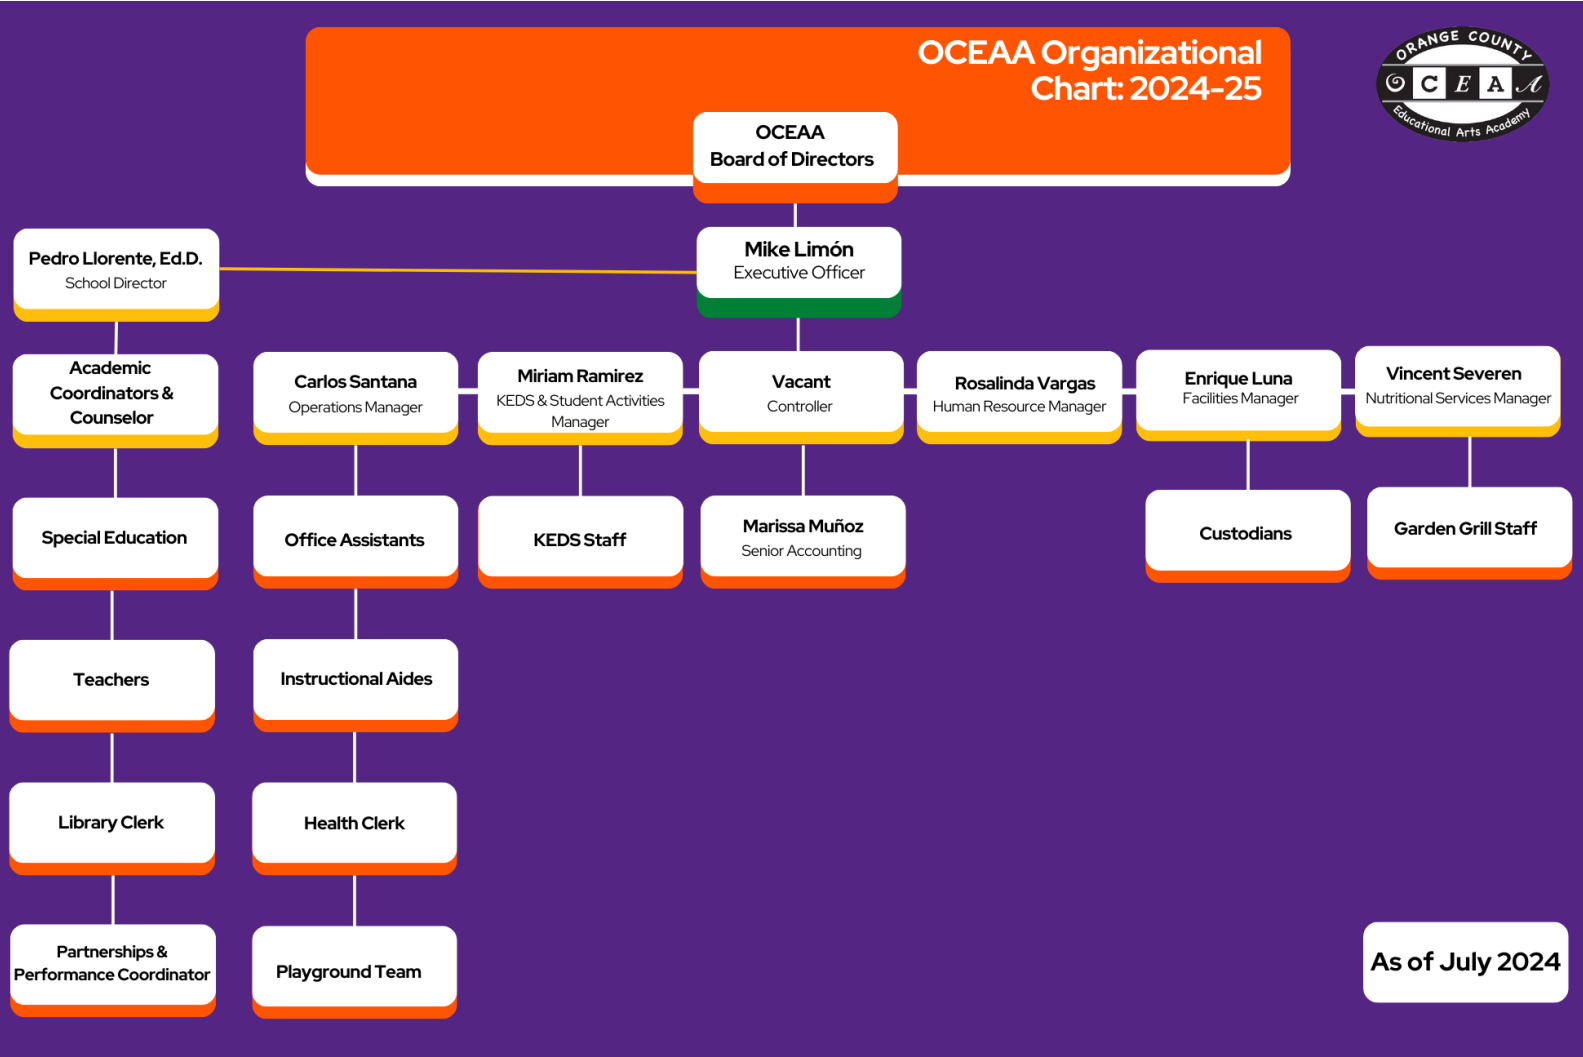 OCEAA Organizational
Chart: 2024-25
ORANGE COUNTY
O C E A A
Educational Arts Academy
OCEAA
Board of Directors
Mike Limón
Executive Officer
Pedro Llorente, Ed.D.
School Director
Academic
Coordinators &
Counselor
Carlos Santana
Operations Manager
Miriam Ramirez
KEDS & Student Activities
Manager
Vacant
Controller
Rosalinda Vargas
Human Resource Manager
Enrique Luna
Facilities Manager
Vincent Severen
Nutritional Services Manager
Special Education
Office Assistants
KEDS Staff
Marissa Muñoz
Senior Accounting
Custodians
Garden Grill Staff
Teachers
Instructional Aides
Library Clerk
Health Clerk
Partnerships &
Performance Coordinator
Playground Team
As of July 2024